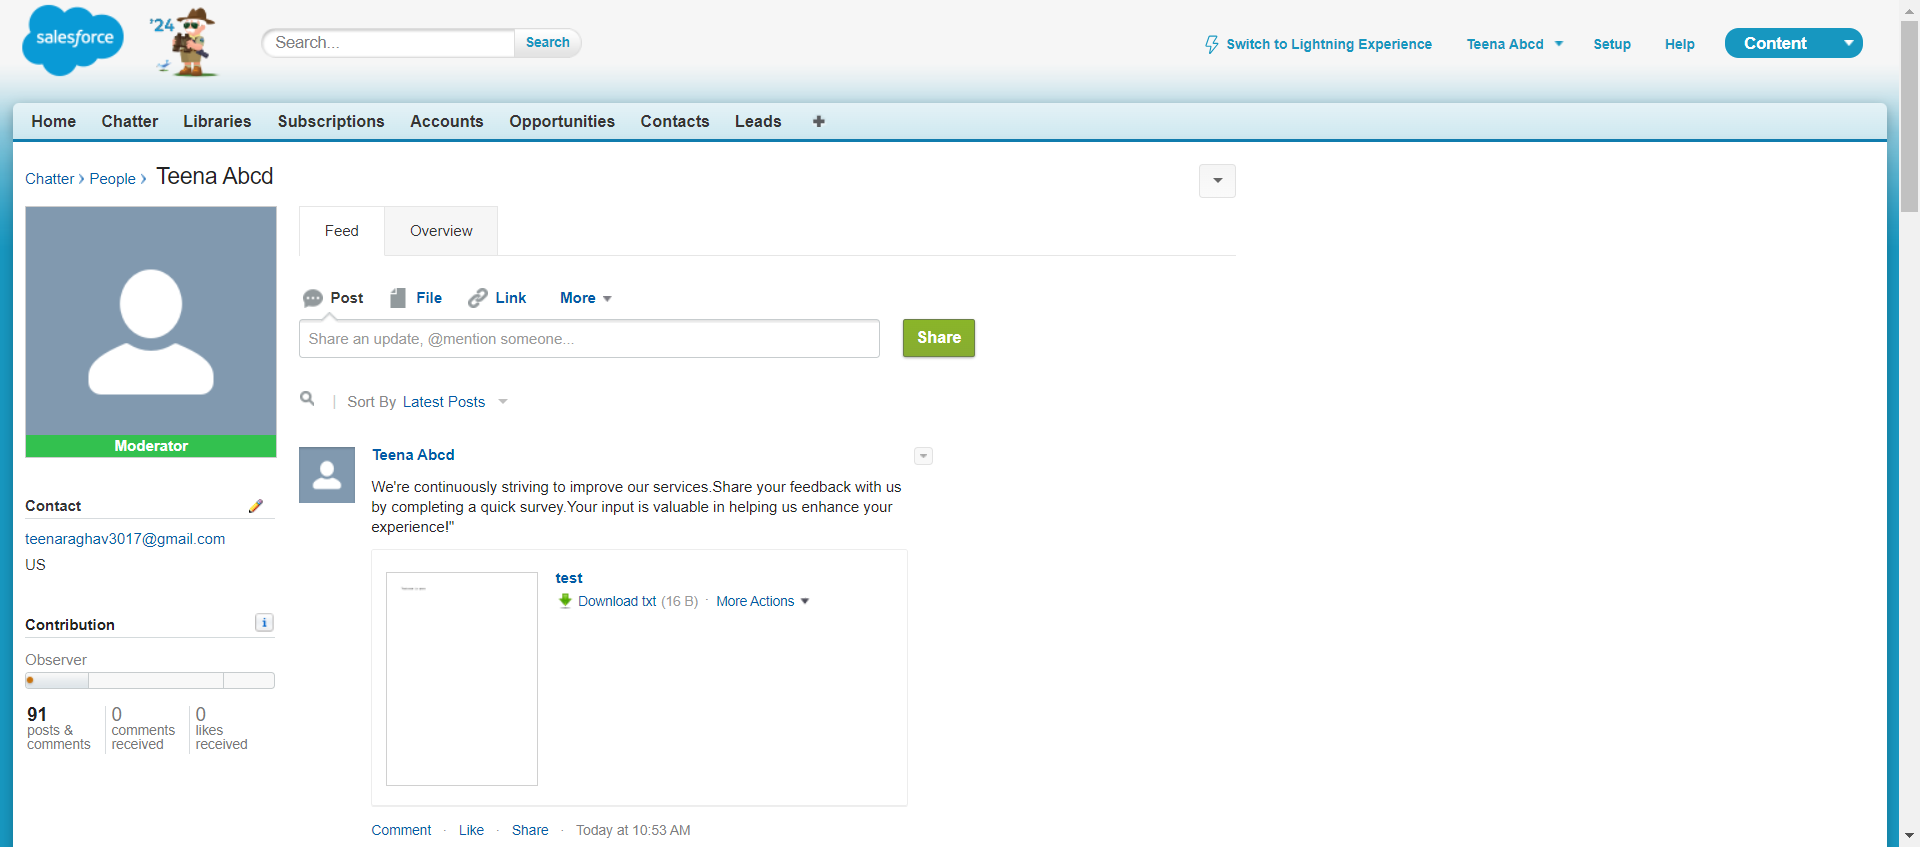 salesforce
'24
Search...
Search
Switch to Lightning Experience
Teena Abcd
Setup
Help
Content
Home
Chatter
Libraries
Subscriptions
Accounts
Opportunities
Contacts
Leads
Chatter › People › Teena Abcd
Moderator
Contact
teenaraghav3017@gmail.com
US
Contribution
Observer
91
posts &
comments
0
comments
received
0
likes
received
Feed
Overview
Post
File
Link
More
Share an update, @mention someone...
Share
| Sort By Latest Posts
Teena Abcd
We're continuously striving to improve our services.Share your feedback with us
by completing a quick survey.Your input is valuable in helping us enhance your
experience!"
test
Download txt (16 B) · More Actions
Comment · Like · Share · Today at 10:53 AM